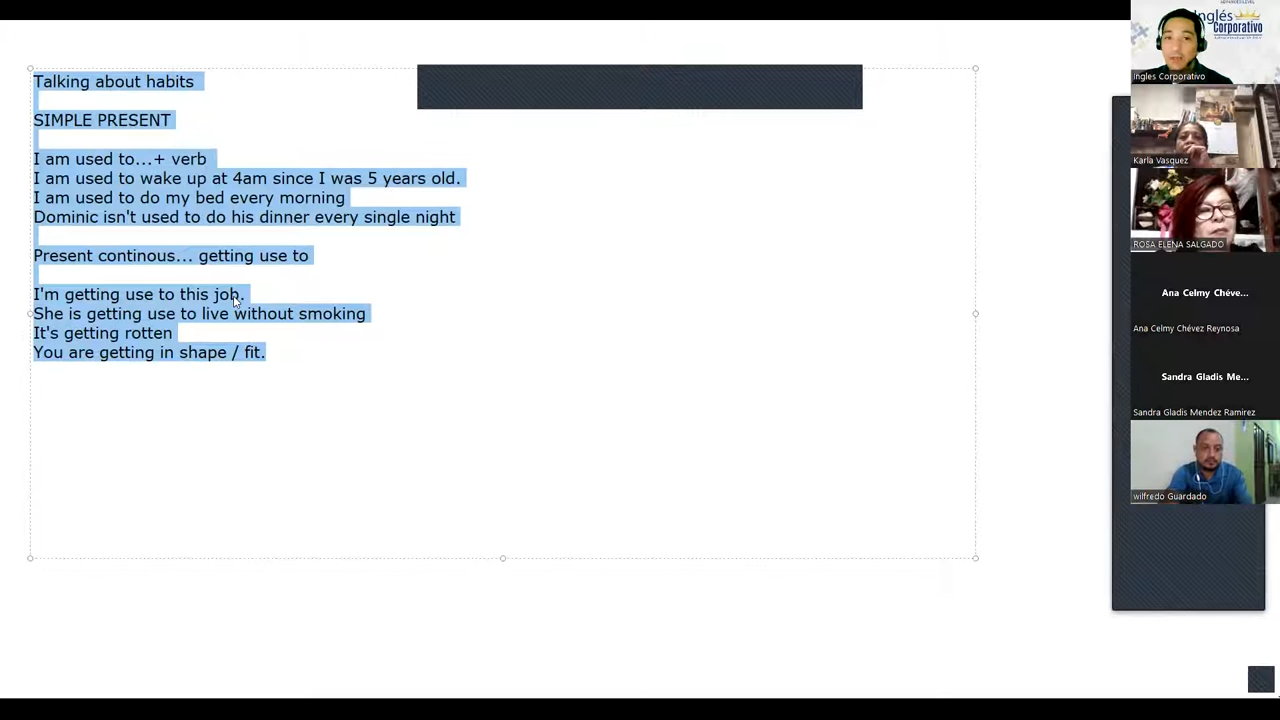 Talking about habits
SIMPLE PRESENT
I am used to...+ verb
I am used to wake up at 4am since I was 5 years old.
I am used to do my bed every morning
Dominic isn't used to do his dinner every single night
Present continous... getting use to
I'm getting use to this job.
She is getting use to live without smoking
It's getting rotten
You are getting in shape / fit.
Inglés
Corporativo
Ingles Corporativo
Karla Vasquez
ROSA ELENA SALGADO
Ana Celmy Chéve...
Ana Celmy Chévez Reynosa
Sandra Gladis Me...
Sandra Gladis Mendez Ramirez
wilfredo Guardado